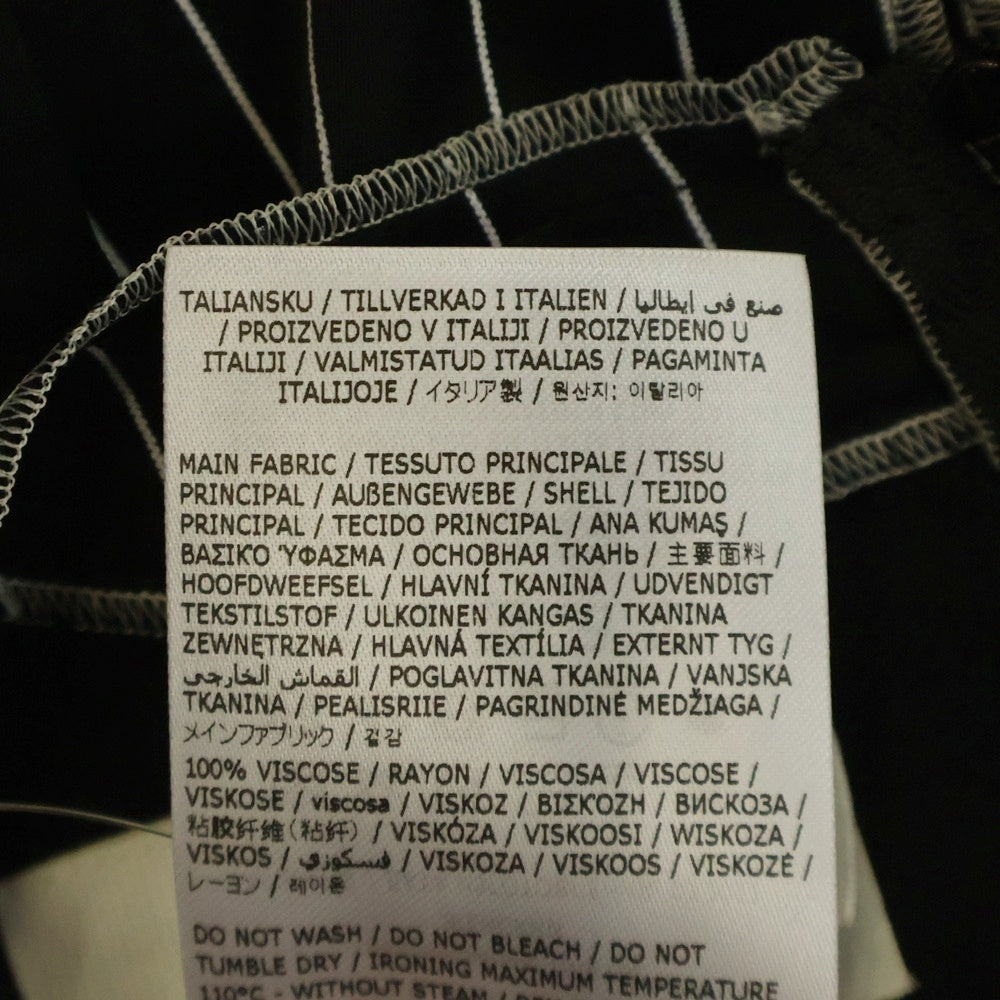 TALIANSKU / TILLVERKAD I ITALIEN / صنع في إيطاليا
/ PROIZVEDENO V ITALIJI / PROIZVEDENO U
ITALIJI / VALMISTATUD ITAALIAS / PAGAMINTA
ITALIJOJE / イタリア製 / 원산지: 이탈리아
MAIN FABRIC / TESSUTO PRINCIPALE / TISSU
PRINCIPAL / AUßENGEWEBE / SHELL / TEJIDO
PRINCIPAL / TECIDO PRINCIPAL / ANA KUMAŞ /
ΒΑΣΙΚΌ ΎΦΑΣΜΑ / ОСНОВНАЯ ТКАНЬ / 主要面料 /
HOOFDWEEFSEL / HLAVNÍ TKANINA / UDVENDIGT
TEKSTILSTOF / ULKOINEN KANGAS / TKANINA
ZEWNĘTRZNA / HLAVNÁ TEXTÍLIA / EXTERNT TYG /
القماش الخارجي / POGLAVITNA TKANINA / VANJSKA
TKANINA / PEALISRIIE / PAGRINDINĖ MEDŽIAGA /
メインファブリック / 겉감
100% VISCOSE / RAYON / VISCOSA / VISCOSE /
VISKOSE / viscosa / VISKOZ / ΒΙΣΚΌΖΗ / ВИСКОЗА /
粘胶纤维(粘纤) / VISKÓZA / VISKOOSI / WISKOZA /
VISKOS / فسكوزي / VISKOZA / VISKOOS / VISKOZĖ /
レーヨン / 레이온
DO NOT WASH / DO NOT BLEACH / DO NOT
TUMBLE DRY / IRONING MAXIMUM TEMPERATURE
110°C - WITHOUT STEAM /